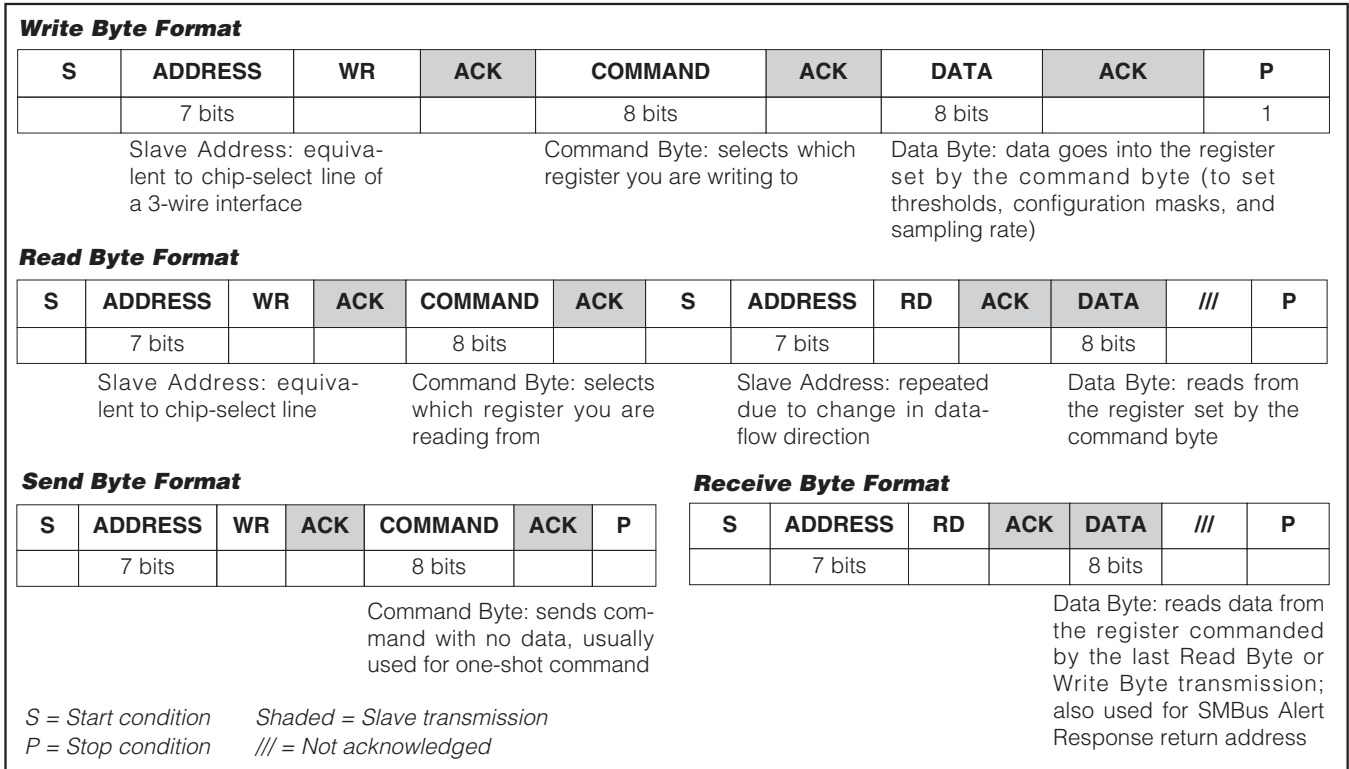 Write Byte Format
S ADDRESS WR ACK COMMAND ACK DATA ACK P
7 bits 8 bits 8 bits 1
Slave Address: equiva-
lent to chip-select line of
a 3-wire interface
Command Byte: selects which
register you are writing to
Data Byte: data goes into the register
set by the command byte (to set
thresholds, configuration masks, and
sampling rate)
Read Byte Format
S ADDRESS WR ACK COMMAND ACK S ADDRESS RD ACK DATA /// P
7 bits 8 bits 7 bits 8 bits
Slave Address: equiva-
lent to chip-select line
Command Byte: selects
which register you are
reading from
Slave Address: repeated
due to change in data-
flow direction
Data Byte: reads from
the register set by the
command byte
Send Byte Format
S ADDRESS WR ACK COMMAND ACK P
7 bits 8 bits
Command Byte: sends com-
mand with no data, usually
used for one-shot command
Receive Byte Format
S ADDRESS RD ACK DATA /// P
7 bits 8 bits
Data Byte: reads data from
the register commanded
by the last Read Byte or
Write Byte transmission;
also used for SMBus Alert
Response return address
S = Start condition Shaded = Slave transmission
P = Stop condition /// = Not acknowledged